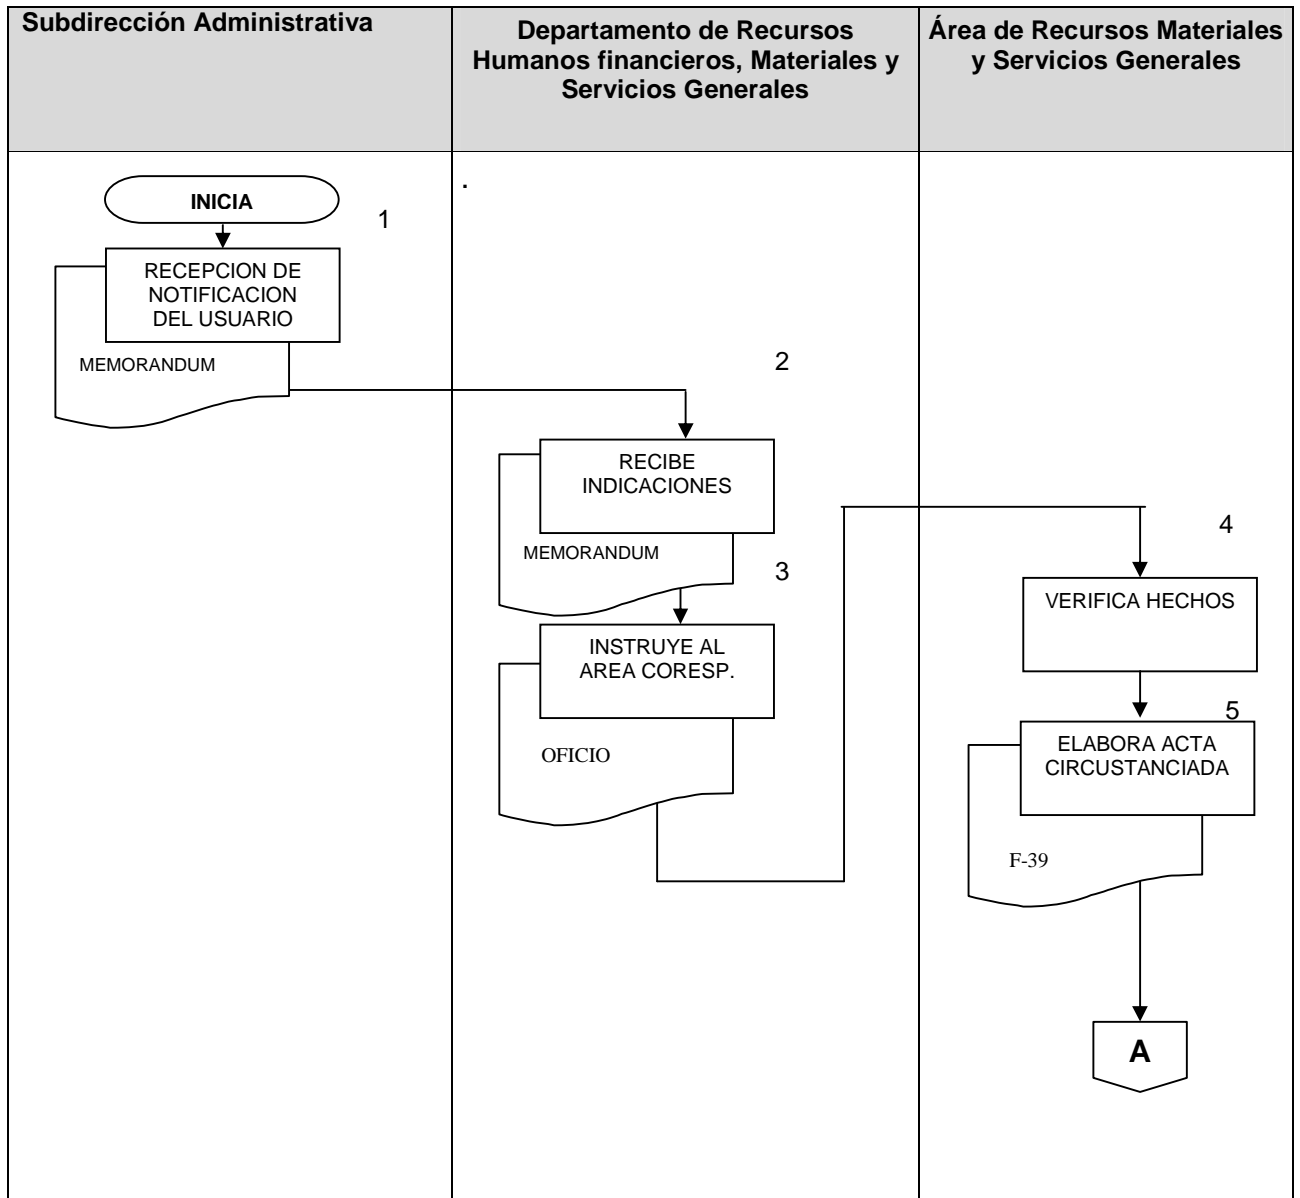 Subdirección Administrativa
Departamento de Recursos
Humanos financieros, Materiales y
Servicios Generales
Área de Recursos Materiales
y Servicios Generales
.
INICIA
1
RECEPCION DE
NOTIFICACION
DEL USUARIO
MEMORANDUM
2
RECIBE
INDICACIONES
MEMORANDUM
3
INSTRUYE AL
AREA CORESP.
OFICIO
4
VERIFICA HECHOS
5
ELABORA ACTA
CIRCUSTANCIADA
F-39
A